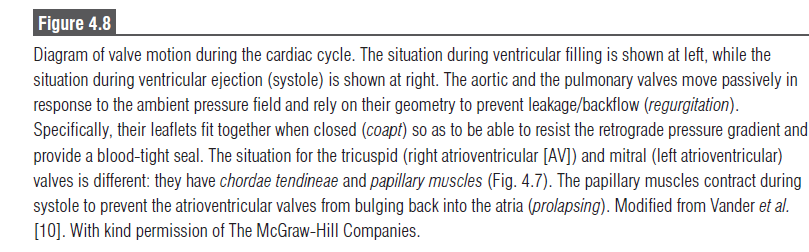 Figure 4.8
Diagram of valve motion during the cardiac cycle. The situation during ventricular filling is shown at left, while the
situation during ventricular ejection (systole) is shown at right. The aortic and the pulmonary valves move passively in
response to the ambient pressure field and rely on their geometry to prevent leakage/backflow (regurgitation).
Specifically, their leaflets fit together when closed (coapt) so as to be able to resist the retrograde pressure gradient and
provide a blood-tight seal. The situation for the tricuspid (right atrioventricular [AV]) and mitral (left atrioventricular)
valves is different: they have chordae tendineae and papillary muscles (Fig. 4.7). The papillary muscles contract during
systole to prevent the atrioventricular valves from bulging back into the atria (prolapsing). Modified from Vander et al.
[10]. With kind permission of The McGraw-Hill Companies.